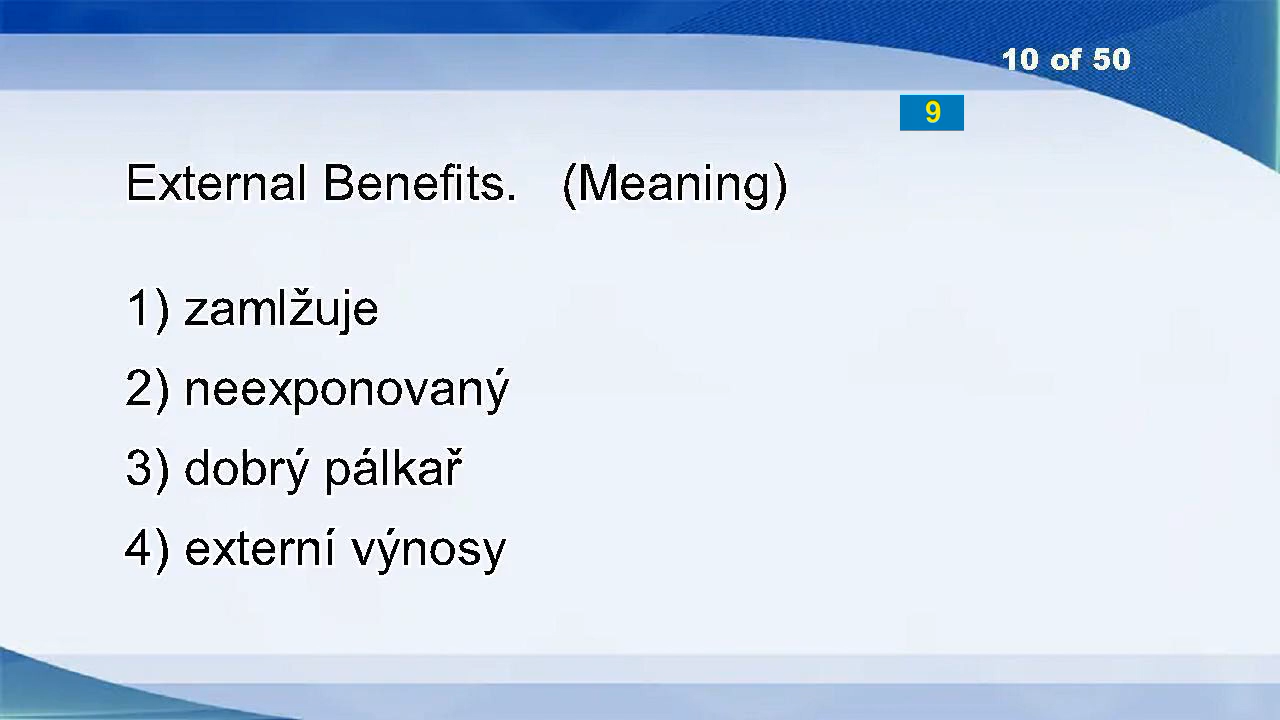 10 of 50
9
External Benefits. (Meaning)
1) zamlžuje
2) neexponovaný
3) dobrý pálkař
4) externí výnosy